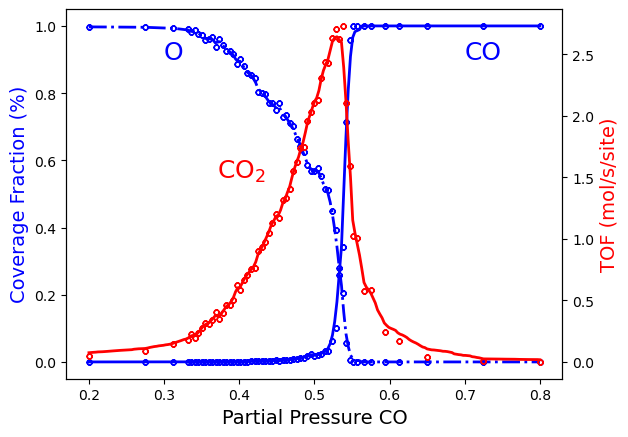 1.0
0.8
0.6
0.4
0.2
0.0
Coverage Fraction (%)
O
CO
CO₂
2.5
2.0
1.5
1.0
0.5
0.0
TOF (mol/s/site)
0.2 0.3 0.4 0.5 0.6 0.7 0.8
Partial Pressure CO